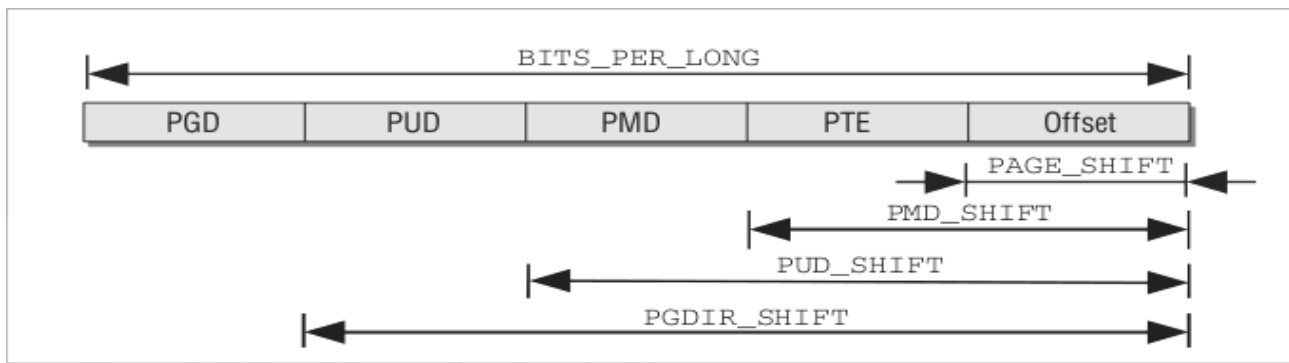 BITS_PER_LONG
PGD PUD PMD PTE Offset
PAGE_SHIFT
PMD_SHIFT
PUD_SHIFT
PGDIR_SHIFT